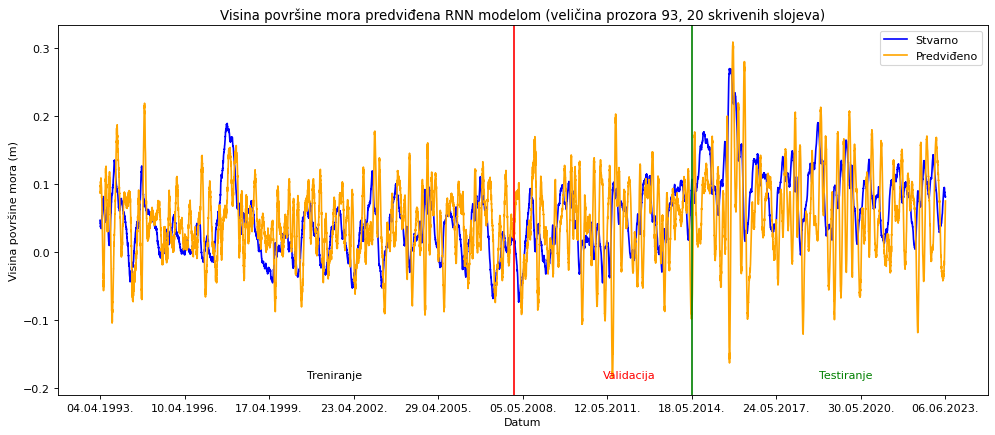 Visina površine mora predviđena RNN modelom (veličina prozora 93, 20 skrivenih slojeva)
Stvarno
Predviđeno
Visina površine mora (m)
0.3
0.2
0.1
0.0
−0.1
−0.2
Treniranje
Validacija
Testiranje
04.04.1993.
10.04.1996.
17.04.1999.
23.04.2002.
29.04.2005.
05.05.2008.
12.05.2011.
18.05.2014.
24.05.2017.
30.05.2020.
06.06.2023.
Datum